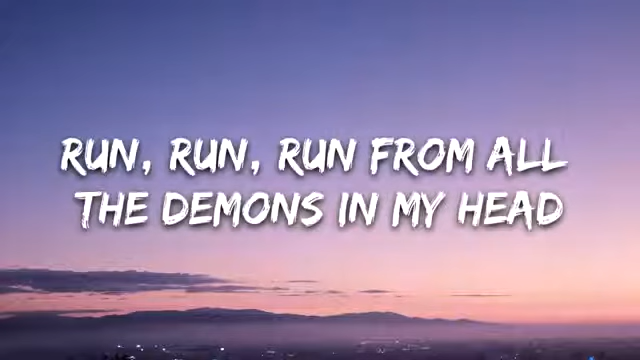 RUN, RUN, RUN FROM ALL
THE DEMONS IN MY HEAD